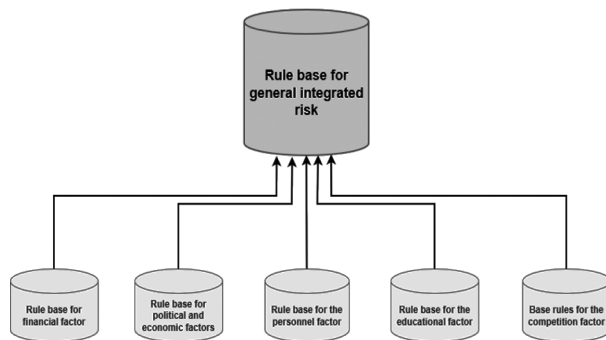 Rule base for
general integrated
risk
Rule base for
financial factor
Rule base for
political and
economic factors
Rule base for the
personnel factor
Rule base for the
educational factor
Base rules for the
competition factor